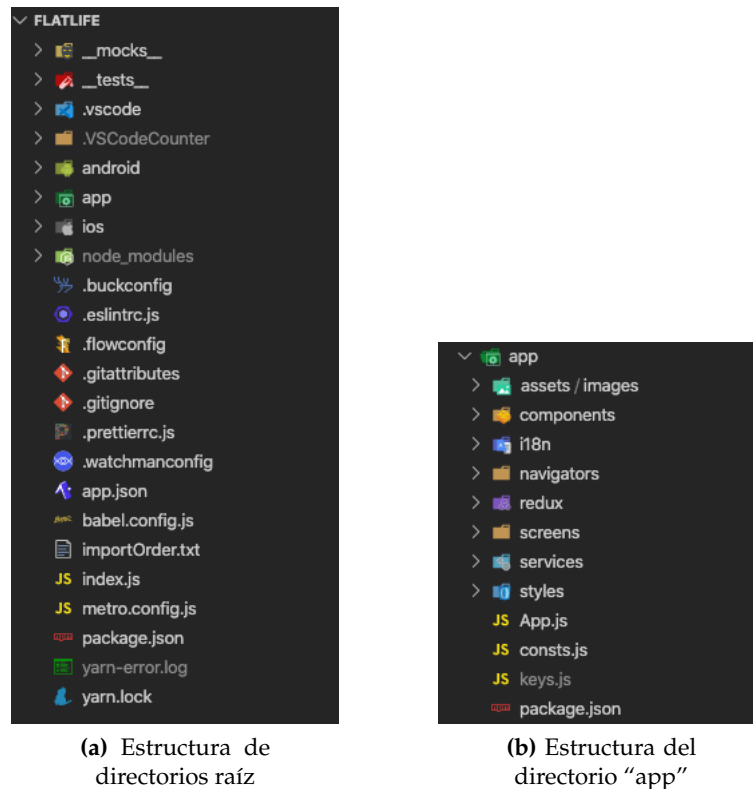 FLATLIFE
__mocks__
__tests__
.vscode
.VSCodeCounter
android
app
ios
node_modules
.buckconfig
.eslintrc.js
.flowconfig
.gitattributes
.gitignore
.prettierrc.js
.watchmanconfig
app.json
babel.config.js
importOrder.txt
JS index.js
JS metro.config.js
package.json
yarn-error.log
yarn.lock
(a) Estructura de
directorios raíz
app
assets / images
components
i18n
navigators
redux
screens
services
styles
JS App.js
JS consts.js
JS keys.js
package.json
(b) Estructura del
directorio “app”